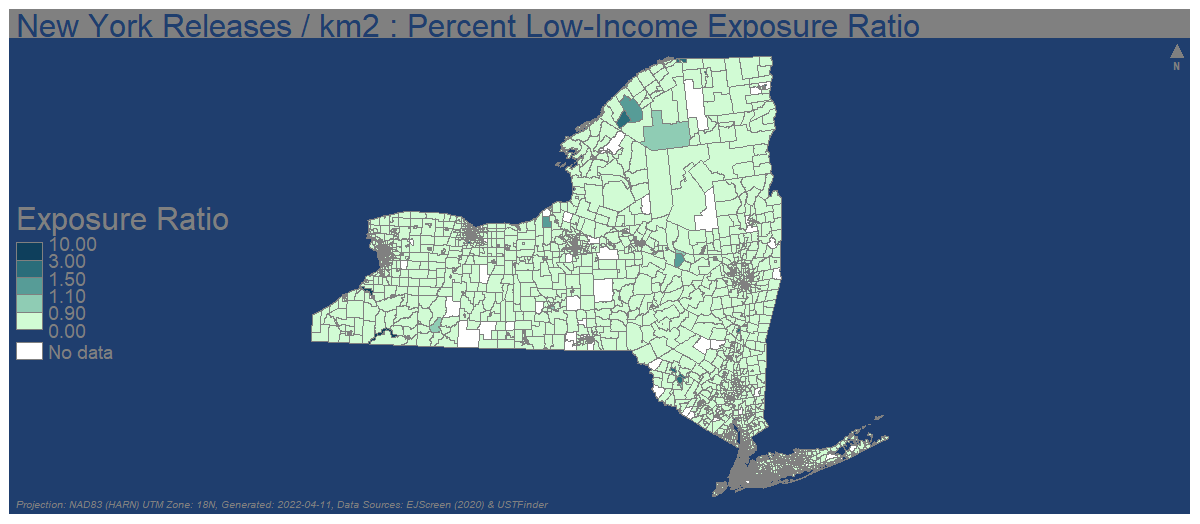 New York Releases / km2 : Percent Low-Income Exposure Ratio
N
Exposure Ratio
10.00
3.00
1.50
1.10
0.90
0.00
No data
Projection: NAD83 (HARN) UTM Zone: 18N, Generated: 2022-04-11, Data Sources: EJScreen (2020) & USTFinder